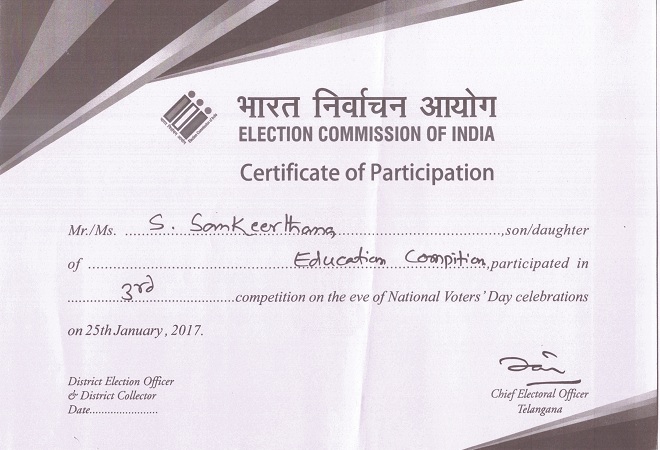 भारत निर्वाचन आयोग
ELECTION COMMISSION OF INDIA
Certificate of Participation
Mr./Ms. S. Samkeerthana, son/daughter
of ........ Education Compition, participated in
........ 3rd ........ competition on the eve of National Voters' Day celebrations
on 25th January, 2017.
District Election Officer
& District Collector
Date.......................
Chief Electoral Officer
Telangana